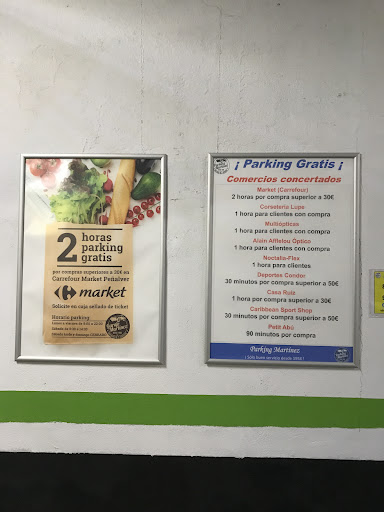 2 horas
parking
gratis
por compras superiores a 30€ en
Carrefour Market Peñalver
market
Solicite en caja sellado de ticket
Horario parking
¡ Parking Gratis ¡
Comercios concertados
Market (Carrefour)
2 horas por compra superior a 30€
Corsetería Lupe
1 hora para clientes con compra
Multiópticas
1 hora para clientes con compra
Alain Afflelou Óptico
1 hora para clientes con compra
Noctalia-Flex
1 hora para clientes
Deportes Condor
30 minutos por compra superior a 50€
Casa Ruiz
1 hora por compra superior a 30€
Caribbean Sport Shop
30 minutos por compra superior a 50€
Petit Abú
90 minutos por compra
Parking Martínez